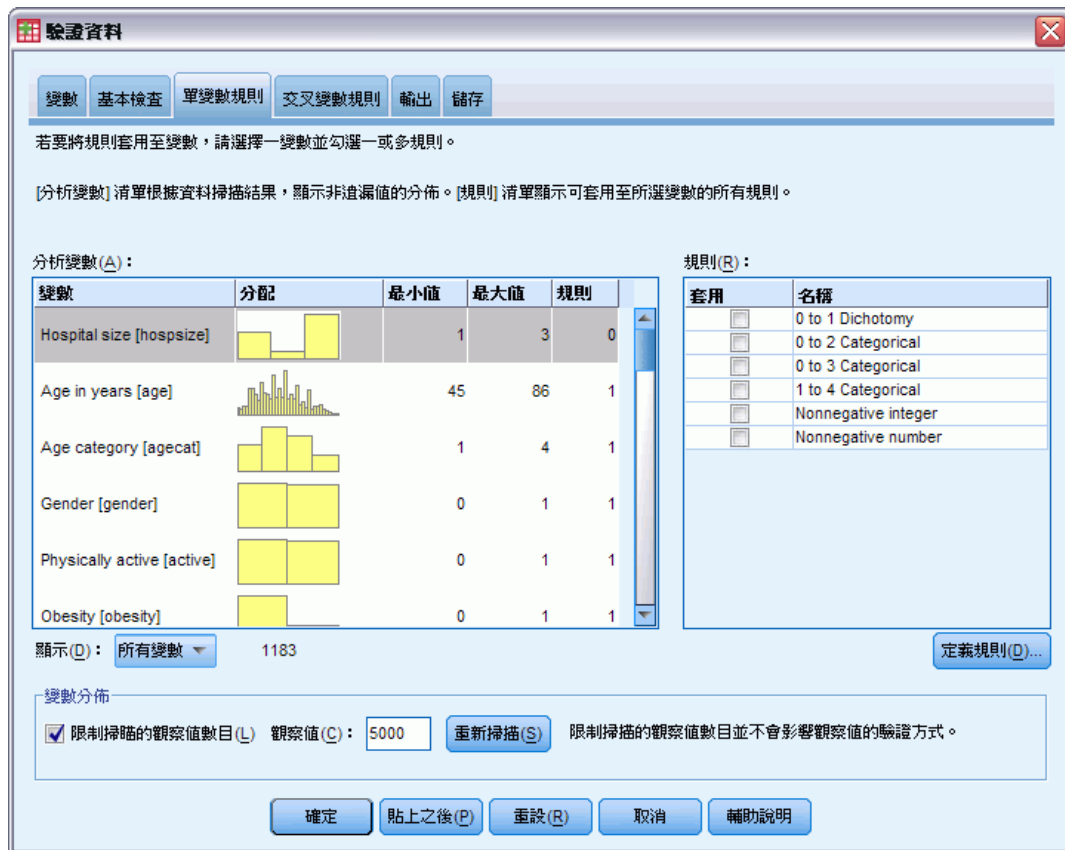 驗證資料
變數 基本檢查 單變數規則 交叉變數規則 輸出 儲存
若要將規則套用至變數，請選擇一變數並勾選一或多規則。
[分析變數] 清單根據資料掃描結果，顯示非遺漏值的分佈。[規則] 清單顯示可套用至所選變數的所有規則。
分析變數(A)：
變數 分配 最小值 最大值 規則
Hospital size [hospsize] 1 3 0
Age in years [age] 45 86 1
Age category [agecat] 1 4 1
Gender [gender] 0 1 1
Physically active [active] 0 1 1
Obesity [obesity] 0 1 1
顯示(D)： 所有變數 1183
規則(R)：
套用 名稱
0 to 1 Dichotomy
0 to 2 Categorical
0 to 3 Categorical
1 to 4 Categorical
Nonnegative integer
Nonnegative number
定義規則(D)...
變數分佈
限制掃瞄的觀察值數目(L) 觀察值(C)： 5000 重新掃描(S) 限制掃描的觀察值數目並不會影響觀察值的驗證方式。
確定 貼上之後(P) 重設(R) 取消 輔助說明